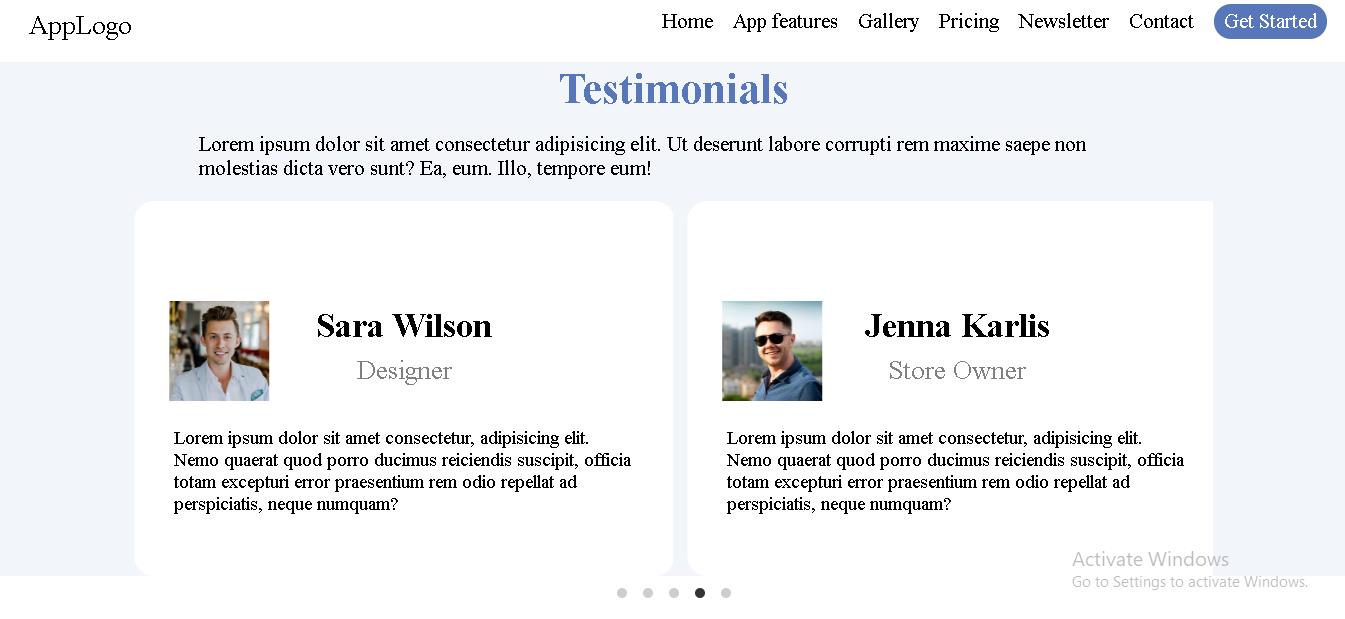 AppLogo
Home App features Gallery Pricing Newsletter Contact Get Started
Testimonials
Lorem ipsum dolor sit amet consectetur adipisicing elit. Ut deserunt labore corrupti rem maxime saepe non
molestias dicta vero sunt? Ea, eum. Illo, tempore eum!
Sara Wilson
Designer
Lorem ipsum dolor sit amet consectetur, adipisicing elit.
Nemo quaerat quod porro ducimus reiciendis suscipit, officia
totam excepturi error praesentium rem odio repellat ad
perspiciatis, neque numquam?
Jenna Karlis
Store Owner
Lorem ipsum dolor sit amet consectetur, adipisicing elit.
Nemo quaerat quod porro ducimus reiciendis suscipit, officia
totam excepturi error praesentium rem odio repellat ad
perspiciatis, neque numquam?
Activate Windows
Go to Settings to activate Windows.